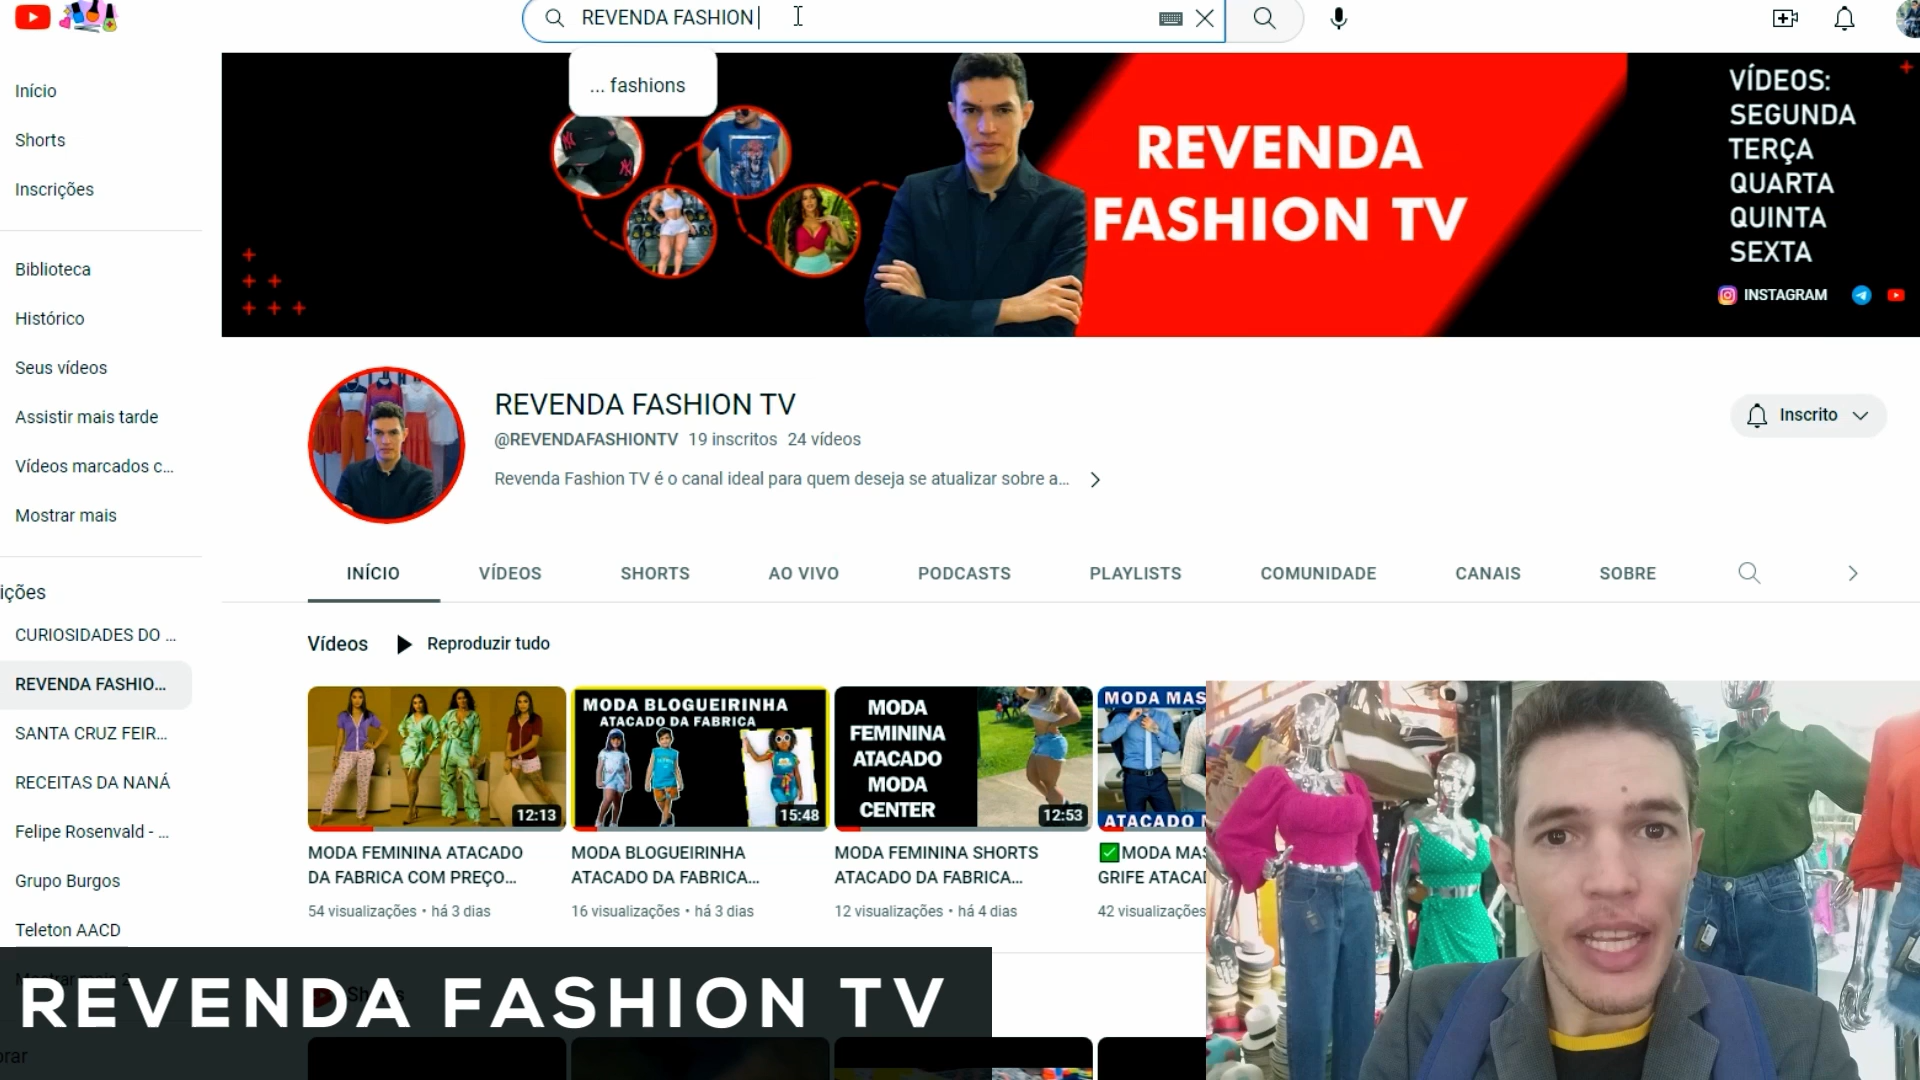 REVENDA FASHION
... fashions
Início
Shorts
Inscrições
Biblioteca
Histórico
Seus vídeos
Assistir mais tarde
Vídeos marcados c...
Mostrar mais
ições
CURIOSIDADES DO ...
REVENDA FASHIO...
SANTA CRUZ FEIR...
RECEITAS DA NANÁ
Felipe Rosenvald - ...
Grupo Burgos
Teleton AACD
Mostrar mais 2
REVENDA
FASHION TV
VÍDEOS:
SEGUNDA
TERÇA
QUARTA
QUINTA
SEXTA
INSTAGRAM
REVENDA FASHION TV
@REVENDAFASHIONTV 19 inscritos 24 vídeos
Revenda Fashion TV é o canal ideal para quem deseja se atualizar sobre a...
Inscrito
INÍCIO VÍDEOS SHORTS AO VIVO PODCASTS PLAYLISTS COMUNIDADE CANAIS SOBRE
Vídeos Reproduzir tudo
12:13
MODA FEMININA ATACADO
DA FABRICA COM PREÇO...
54 visualizações • há 3 dias
MODA BLOGUEIRINHA
ATACADO DA FABRICA
15:48
MODA BLOGUEIRINHA
ATACADO DA FABRICA...
16 visualizações • há 3 dias
MODA
FEMININA
ATACADO
MODA
CENTER
12:53
MODA FEMININA SHORTS
ATACADO DA FABRICA...
12 visualizações • há 4 dias
MODA MAS
ATACADO M
MODA MAS
GRIFE ATACAD
42 visualizações
Shorts
REVENDA FASHION TV
orar